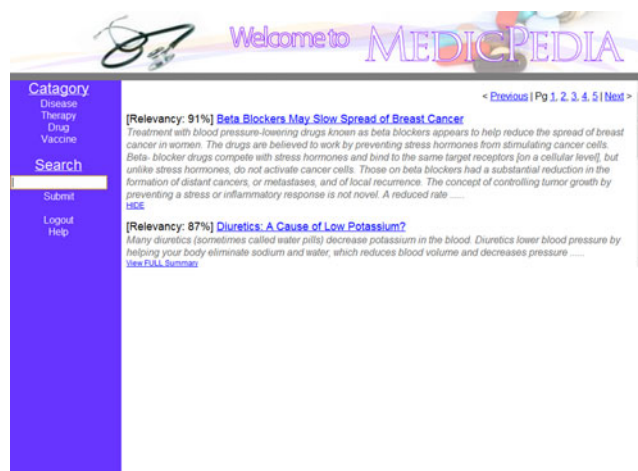 Welcome to MEDICPEDIA
Catagory
Disease
Therapy
Drug
Vaccine
Search
Submit
Logout
Help
< Previous | Pg 1, 2, 3, 4, 5 | Next >
[Relevancy: 91%] Beta Blockers May Slow Spread of Breast Cancer
Treatment with blood pressure-lowering drugs known as beta blockers appears to help reduce the spread of breast
cancer in women. The drugs are believed to work by preventing stress hormones from stimulating cancer cells.
Beta- blocker drugs compete with stress hormones and bind to the same target receptors [on a cellular level], but
unlike stress hormones, do not activate cancer cells. Those on beta blockers had a substantial reduction in the
formation of distant cancers, or metastases, and of local recurrence. The concept of controlling tumor growth by
preventing a stress or inflammatory response is not novel. A reduced rate ......
HIDE
[Relevancy: 87%] Diuretics: A Cause of Low Potassium?
Many diuretics (sometimes called water pills) decrease potassium in the blood. Diuretics lower blood pressure by
helping your body eliminate sodium and water, which reduces blood volume and decreases pressure ......
View FULL Summary